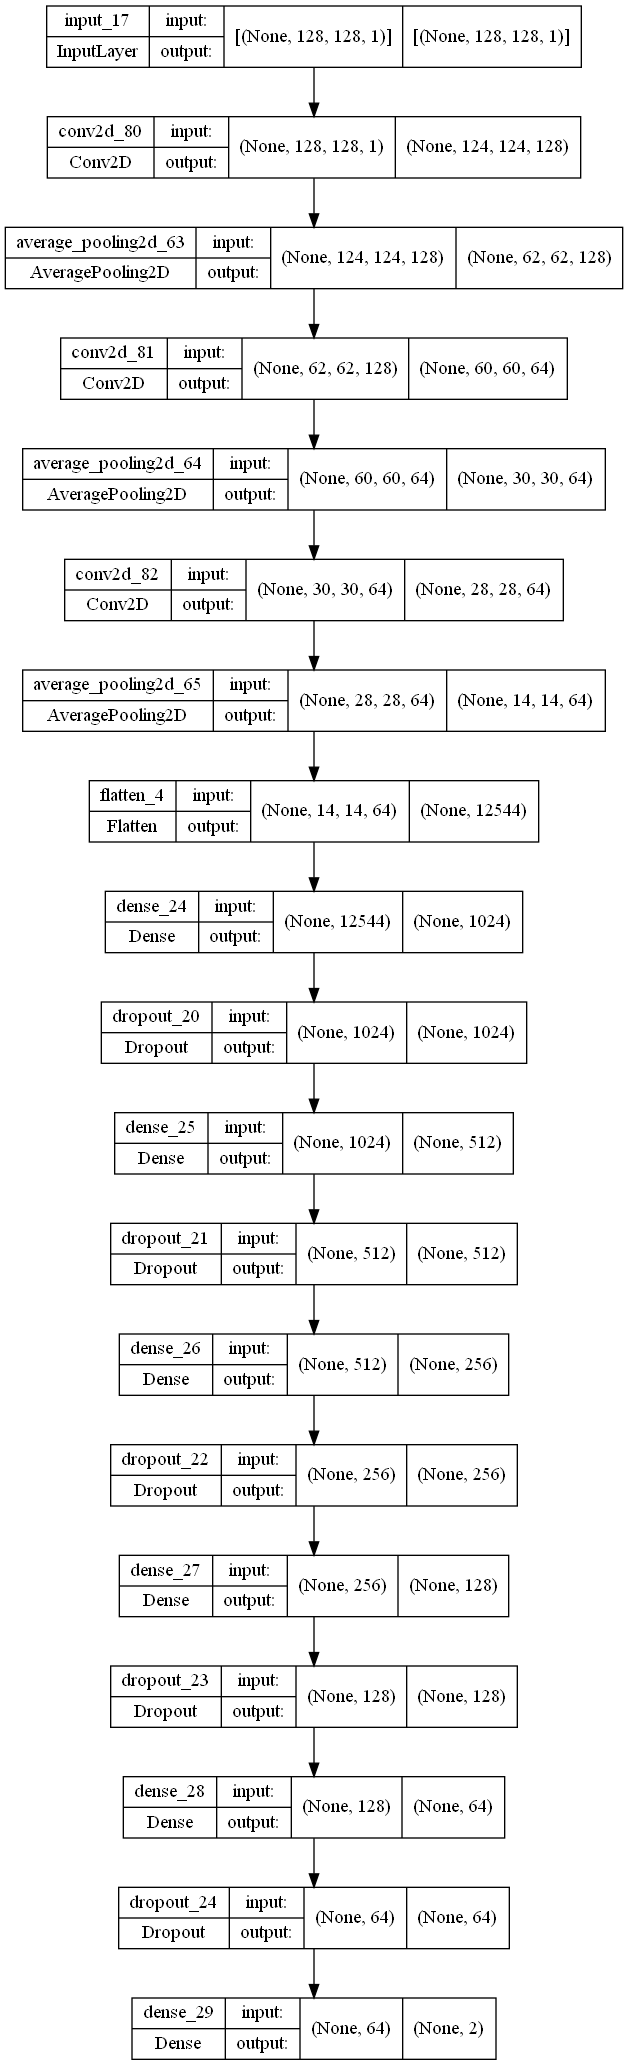 input_17 input: [(None, 128, 128, 1)] [(None, 128, 128, 1)]
InputLayer output:
conv2d_80 input: (None, 128, 128, 1) (None, 124, 124, 128)
Conv2D output:
average_pooling2d_63 input: (None, 124, 124, 128) (None, 62, 62, 128)
AveragePooling2D output:
conv2d_81 input: (None, 62, 62, 128) (None, 60, 60, 64)
Conv2D output:
average_pooling2d_64 input: (None, 60, 60, 64) (None, 30, 30, 64)
AveragePooling2D output:
conv2d_82 input: (None, 30, 30, 64) (None, 28, 28, 64)
Conv2D output:
average_pooling2d_65 input: (None, 28, 28, 64) (None, 14, 14, 64)
AveragePooling2D output:
flatten_4 input: (None, 14, 14, 64) (None, 12544)
Flatten output:
dense_24 input: (None, 12544) (None, 1024)
Dense output:
dropout_20 input: (None, 1024) (None, 1024)
Dropout output:
dense_25 input: (None, 1024) (None, 512)
Dense output:
dropout_21 input: (None, 512) (None, 512)
Dropout output:
dense_26 input: (None, 512) (None, 256)
Dense output:
dropout_22 input: (None, 256) (None, 256)
Dropout output:
dense_27 input: (None, 256) (None, 128)
Dense output:
dropout_23 input: (None, 128) (None, 128)
Dropout output:
dense_28 input: (None, 128) (None, 64)
Dense output:
dropout_24 input: (None, 64) (None, 64)
Dropout output:
dense_29 input: (None, 64) (None, 2)
Dense output: